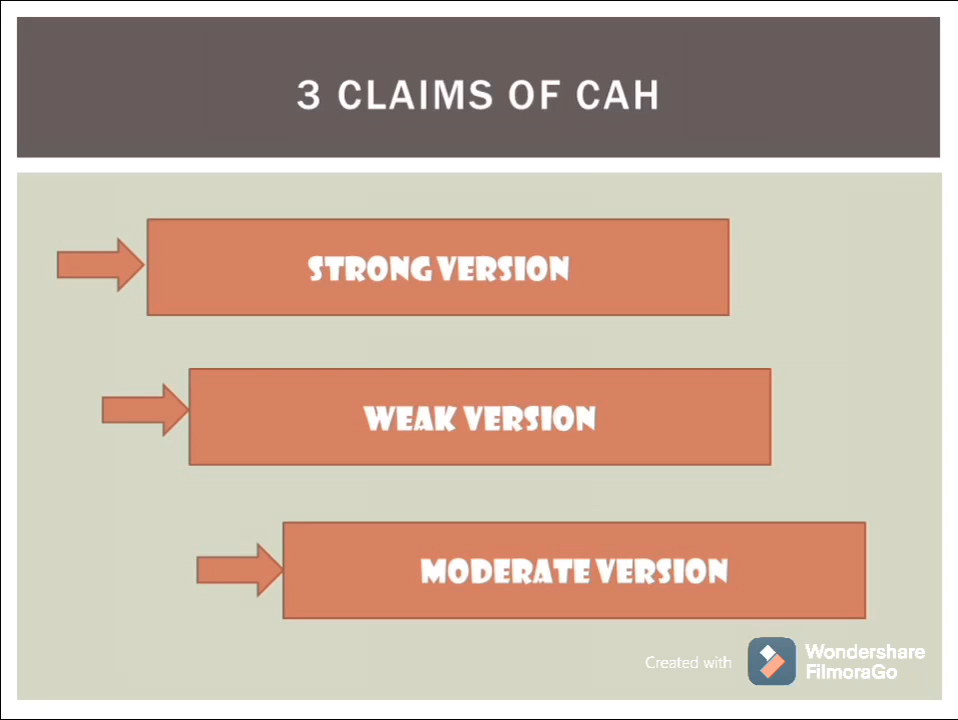 3 CLAIMS OF CAH
STRONG VERSION
WEAK VERSION
MODERATE VERSION
Created with
Wondershare
FilmoraGo